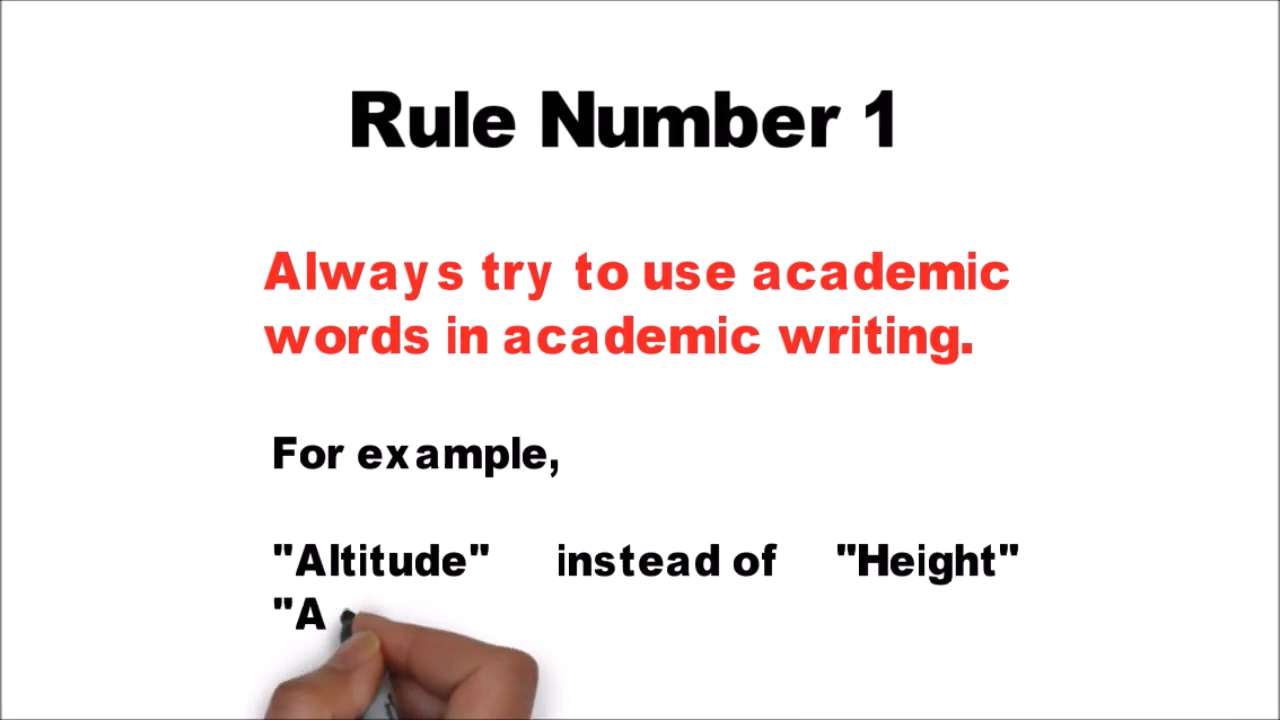 Rule Number 1
Always try to use academic
words in academic writing.
For example,
"Altitude" instead of "Height"
"A